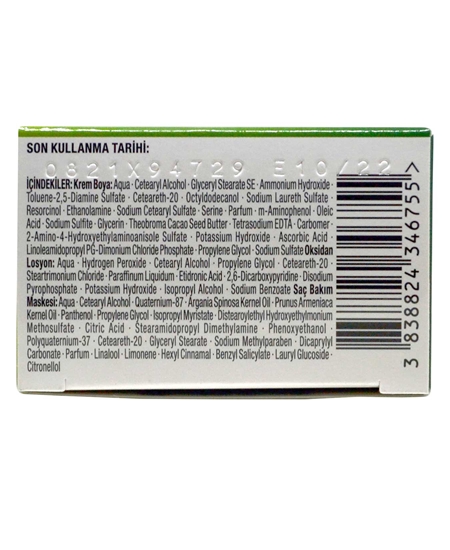 SON KULLANMA TARİHİ:
0821X94729 E10/22
İÇİNDEKİLER: Krem Boya: Aqua · Cetearyl Alcohol · Glyceryl Stearate SE · Ammonium Hydroxide ·
Toluene-2,5-Diamine Sulfate · Ceteareth-20 · Octyldodecanol · Sodium Laureth Sulfate ·
Resorcinol · Ethanolamine · Sodium Cetearyl Sulfate · Serine · Parfum · m-Aminophenol · Oleic
Acid · Sodium Sulfite · Glycerin · Theobroma Cacao Seed Butter · Tetrasodium EDTA · Carbomer ·
2-Amino-4-Hydroxyethylaminoanisole Sulfate · Potassium Hydroxide · Ascorbic Acid ·
Linoleamidopropyl PG-Dimonium Chloride Phosphate · Propylene Glycol · Sodium Sulfate Oksidan
Losyon: Aqua · Hydrogen Peroxide · Cetearyl Alcohol · Propylene Glycol · Ceteareth-20 ·
Steartrimonium Chloride · Paraffinum Liquidum · Etidronic Acid · 2,6-Dicarboxypyridine · Disodium
Pyrophosphate · Potassium Hydroxide · Isopropyl Alcohol · Sodium Benzoate Saç Bakım
Maskesi: Aqua · Cetearyl Alcohol · Quaternium-87 · Argania Spinosa Kernel Oil · Prunus Armeniaca
Kernel Oil · Panthenol · Propylene Glycol · Isopropyl Myristate · Distearoylethyl Hydroxyethylmonium
Methosulfate · Citric Acid · Stearamidopropyl Dimethylamine · Phenoxyethanol ·
Polyquaternium-37 · Ceteareth-20 · Glyceryl Stearate · Sodium Methylparaben · Dicaprylyl
Carbonate · Parfum · Linalool · Limonene · Hexyl Cinnamal · Benzyl Salicylate · Lauryl Glucoside ·
Citronellol
3 838824 346755 >